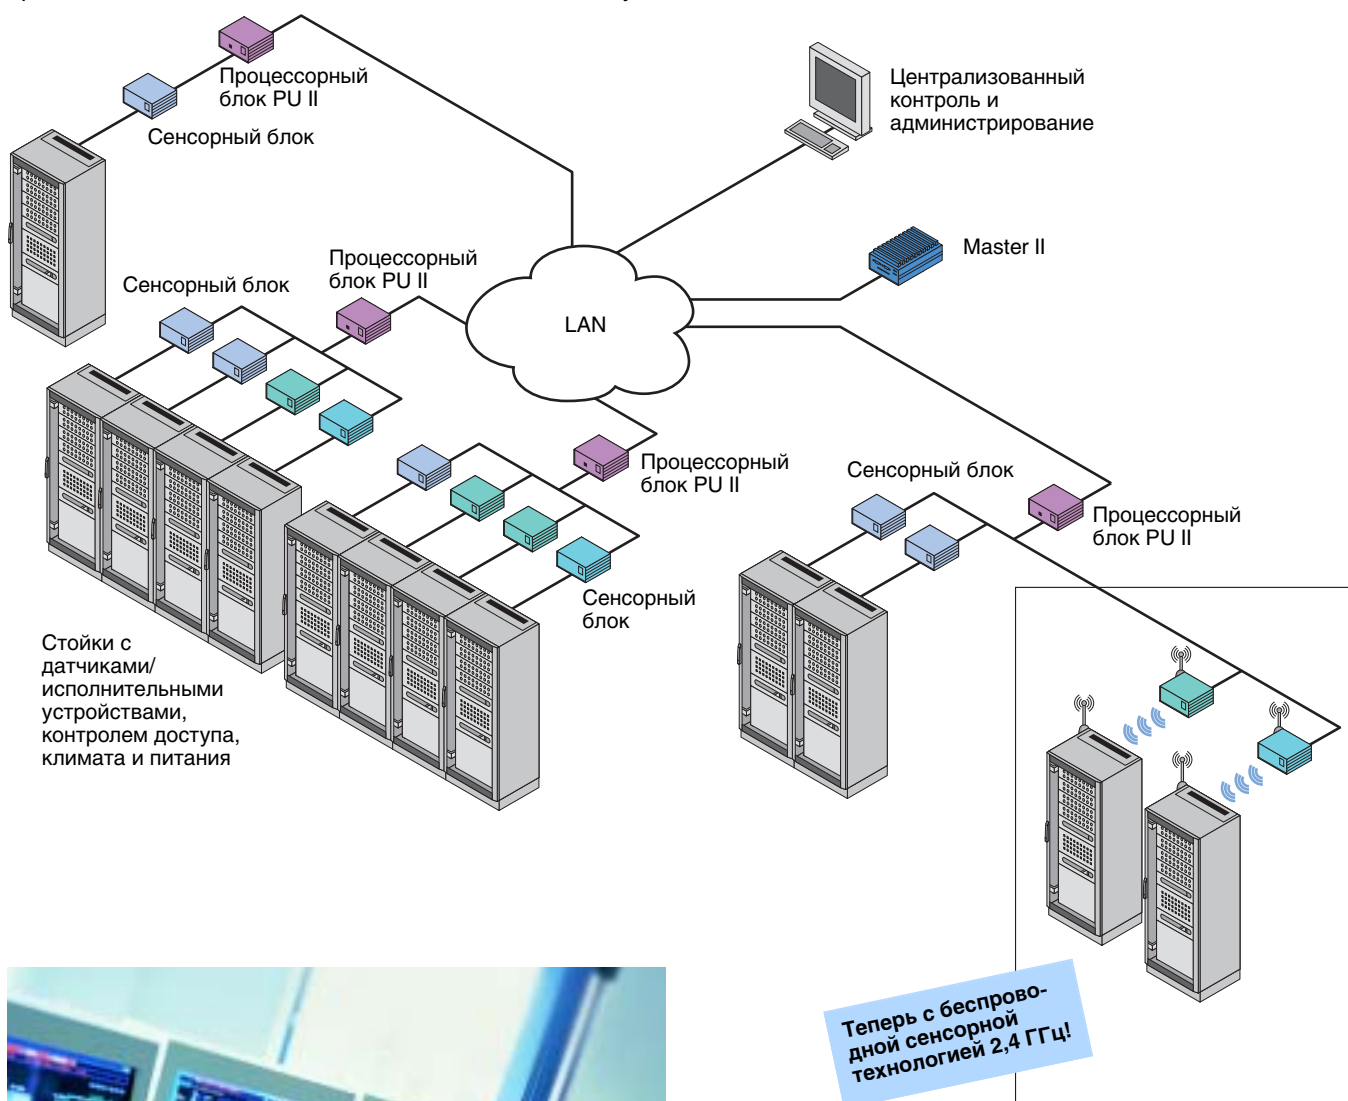 Процессорный
блок PU II
Сенсорный блок
Централизованный
контроль и
администрирование
Master II
Процессорный
блок PU II
Сенсорный блок
LAN
Процессорный
блок PU II
Сенсорный блок
Процессорный
блок PU II
Сенсорный
блок
Стойки с
датчиками/
исполнительными
устройствами,
контролем доступа,
климата и питания
Теперь с беспрово-
дной сенсорной
технологией 2,4 ГГц!